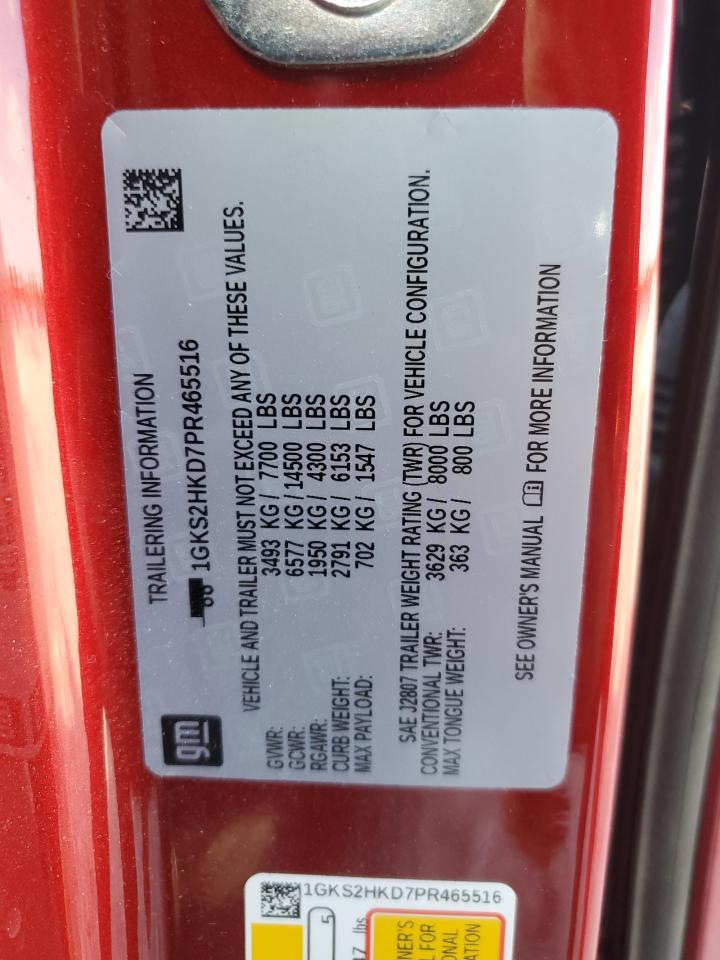 gm
TRAILERING INFORMATION
1GKS2HKD7PR465516
VEHICLE AND TRAILER MUST NOT EXCEED ANY OF THESE VALUES.
GVWR: 3493 KG / 7700 LBS
GCWR: 6577 KG / 14500 LBS
RGAWR: 1950 KG / 4300 LBS
CURB WEIGHT: 2791 KG / 6153 LBS
MAX PAYLOAD: 702 KG / 1547 LBS
SAE J2807 TRAILER WEIGHT RATING (TWR) FOR VEHICLE CONFIGURATION.
CONVENTIONAL TWR: 3629 KG / 8000 LBS
MAX TONGUE WEIGHT: 363 KG / 800 LBS
SEE OWNER'S MANUAL FOR MORE INFORMATION
1GKS2HKD7PR465516
5
lbs
FOR